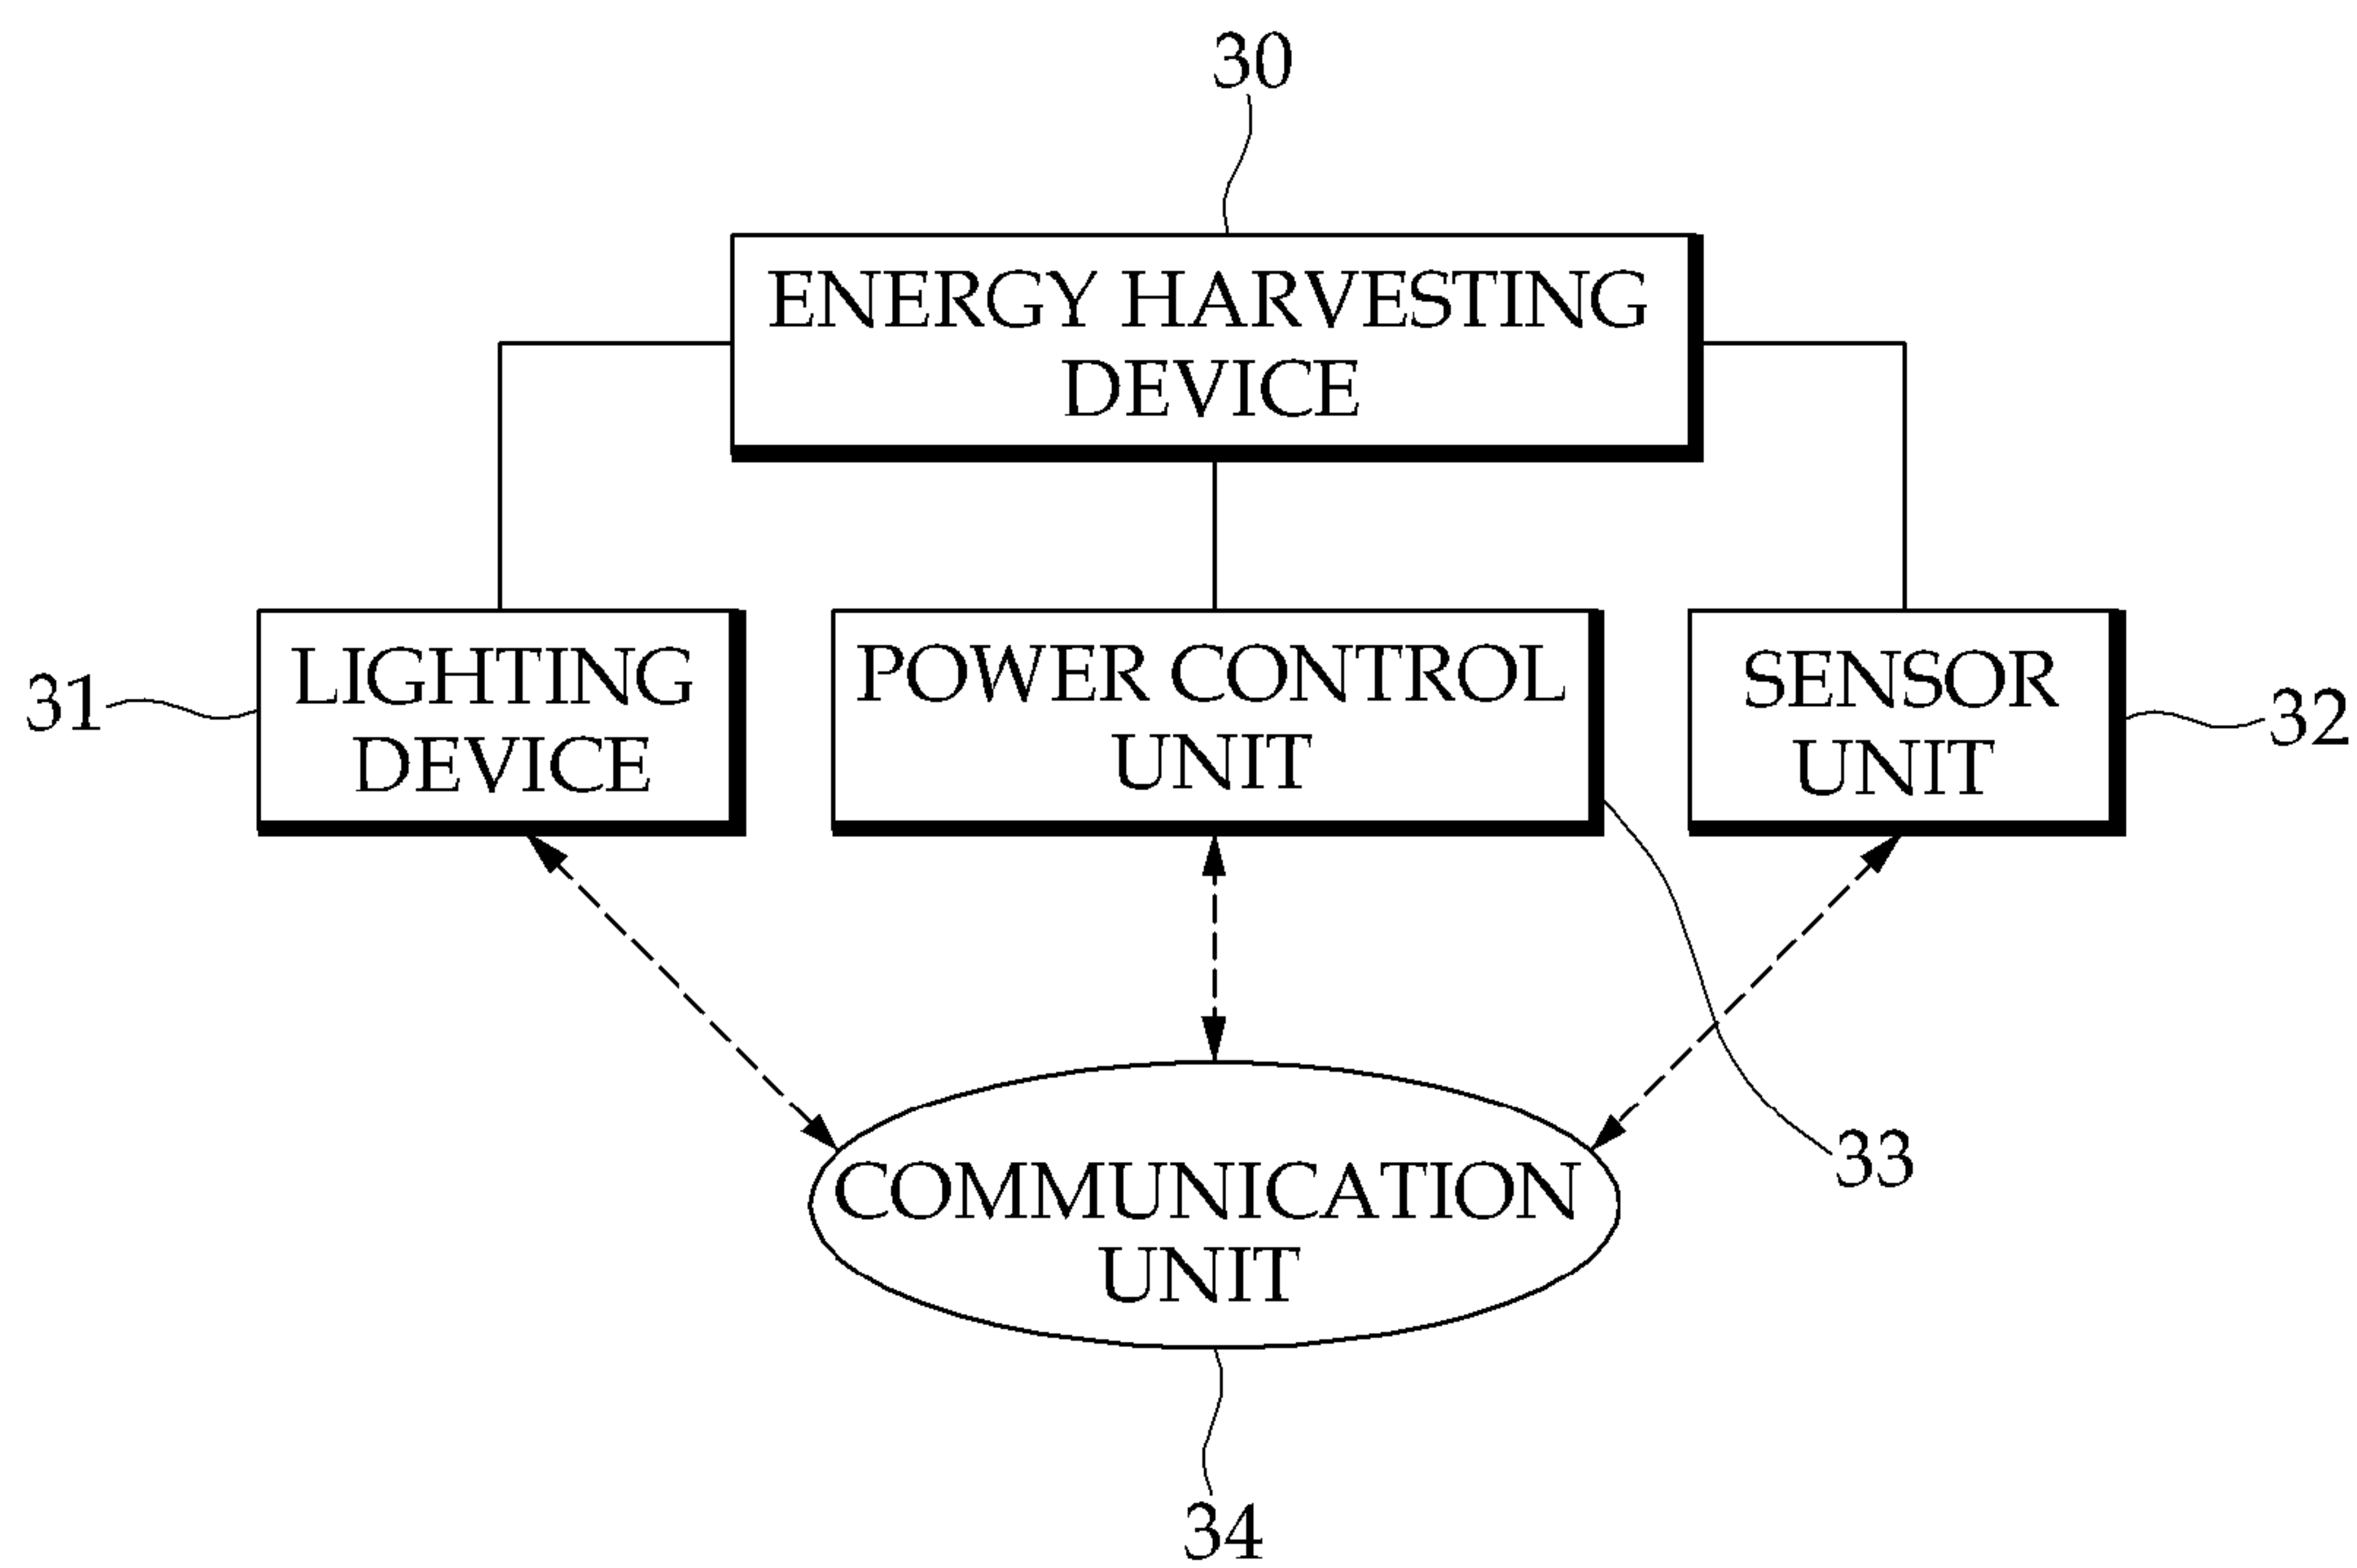 30
ENERGY HARVESTING
DEVICE
31
LIGHTING
DEVICE
POWER CONTROL
UNIT
SENSOR
UNIT
32
33
COMMUNICATION
UNIT
34